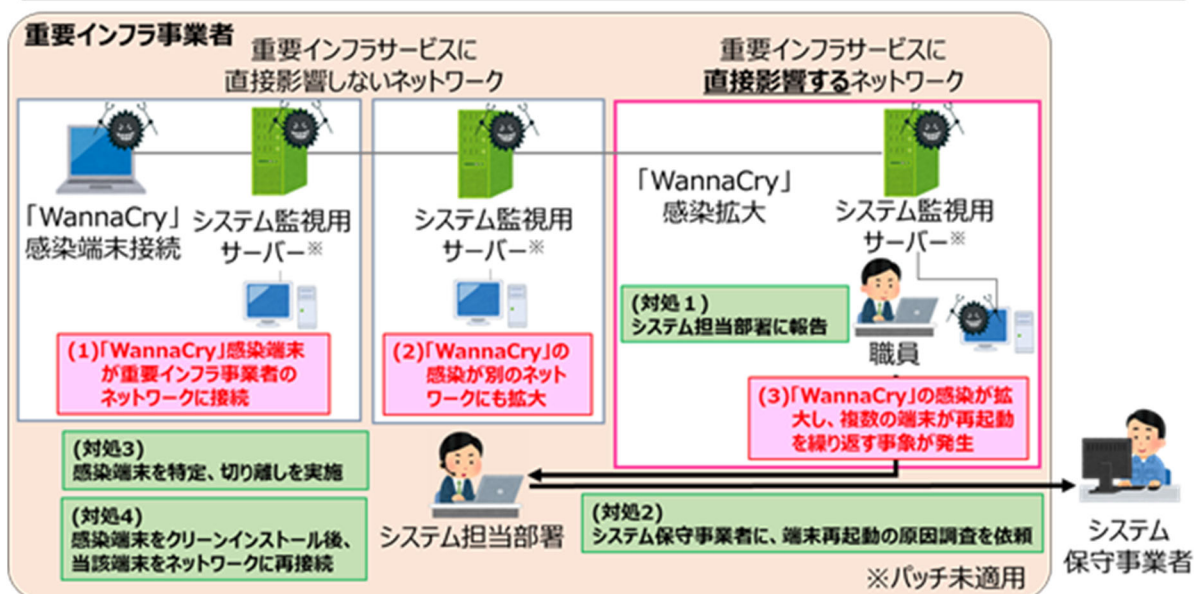 重要インフラ事業者
重要インフラサービスに
直接影響しないネットワーク
重要インフラサービスに
直接影響するネットワーク
「WannaCry」
感染端末接続
システム監視用
サーバー※
システム監視用
サーバー※
「WannaCry」
感染拡大
システム監視用
サーバー※
(対処１)
システム担当部署に報告
職員
(1)「WannaCry」感染端末
が重要インフラ事業者の
ネットワークに接続
(2)「WannaCry」の
感染が別のネット
ワークにも拡大
(3)「WannaCry」の感染が拡
大し、複数の端末が再起動
を繰り返す事象が発生
(対処3)
感染端末を特定、切り離しを実施
(対処4)
感染端末をクリーンインストール後、
当該端末をネットワークに再接続
システム担当部署
(対処2)
システム保守事業者に、端末再起動の原因調査を依頼
システム
保守事業者
※パッチ未適用